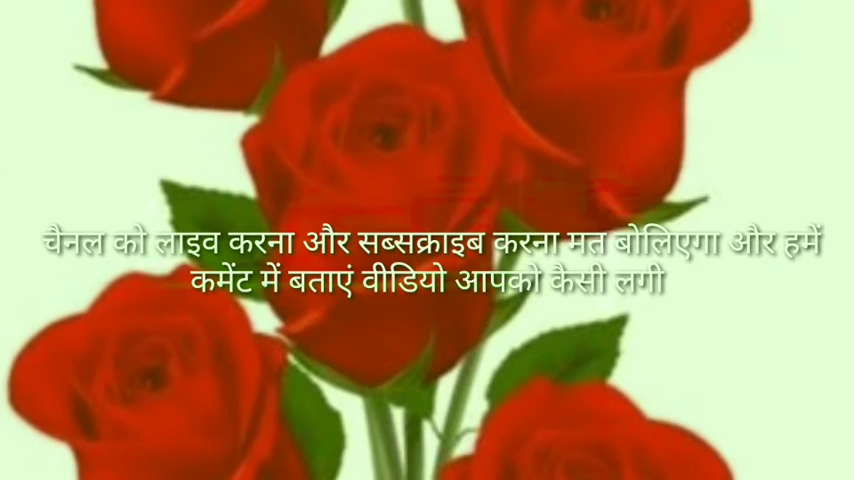 चैनल को लाइव करना और सब्सक्राइब करना मत बोलिएगा और हमें
कमेंट में बताएं वीडियो आपको कैसी लगी